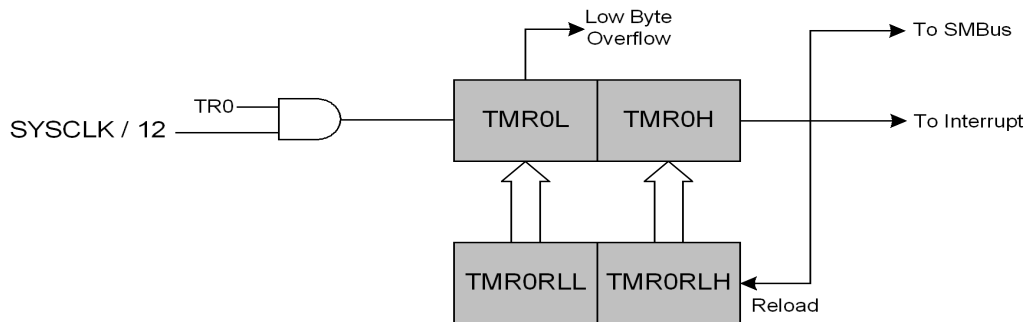 Low Byte
Overflow
To SMBus
TR0
SYSCLK / 12
TMR0L
TMR0H
To Interrupt
TMR0RLL
TMR0RLH
Reload